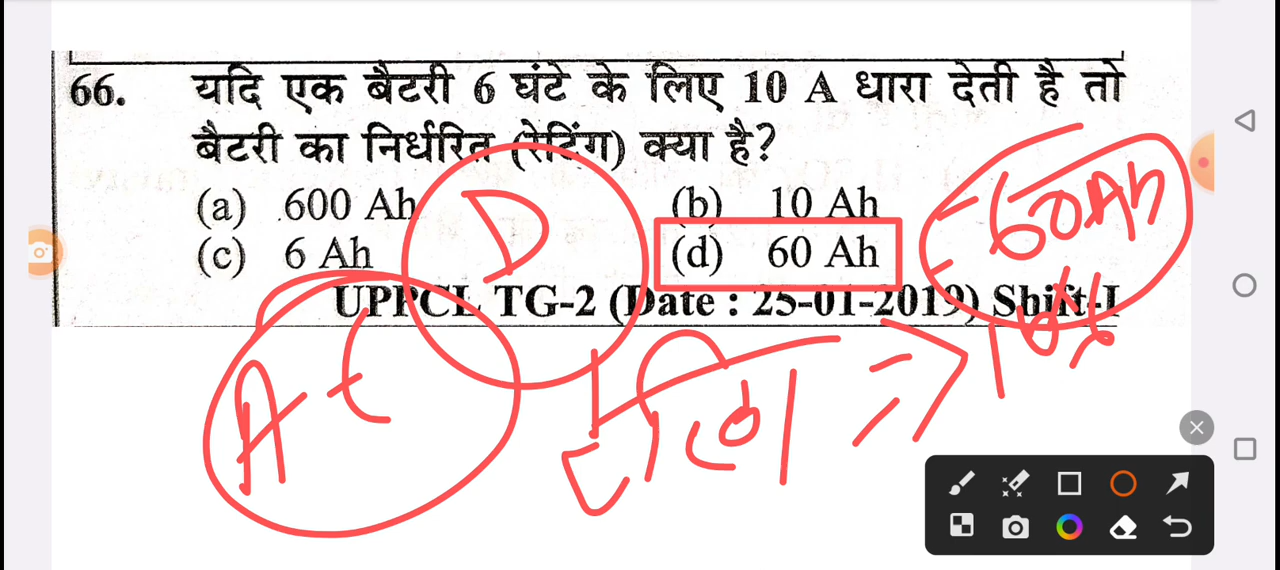 66. यदि एक बैटरी 6 घंटे के लिए 10 A धारा देती है तो
बैटरी का निर्धरित (रेटिंग) क्या है?
(a) 600 Ah (b) 10 Ah
(c) 6 Ah (d) 60 Ah
UPPCL TG-2 (Date : 25-01-2019) Shift-I
D
60Ah